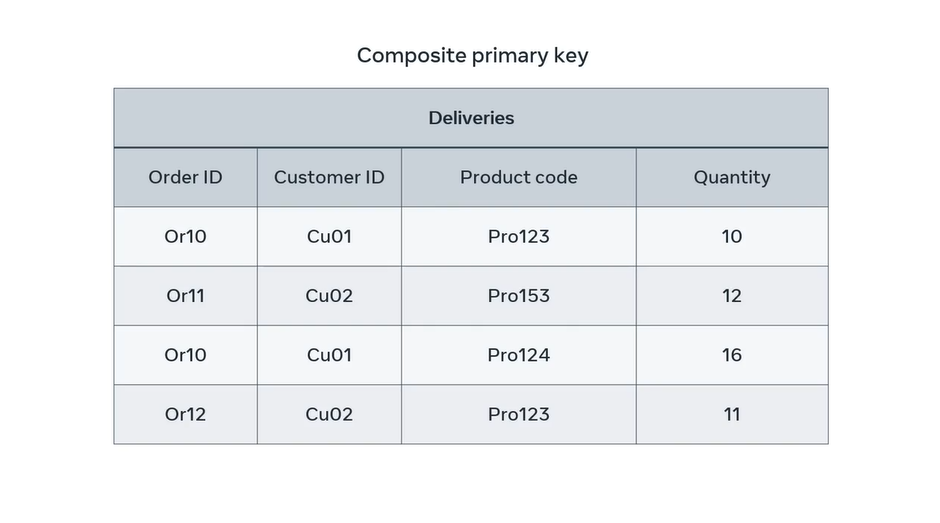 Composite primary key
Deliveries
Order ID Customer ID Product code Quantity
Or10 Cu01 Pro123 10
Or11 Cu02 Pro153 12
Or10 Cu01 Pro124 16
Or12 Cu02 Pro123 11